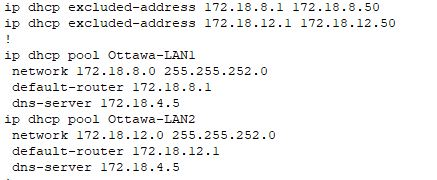 ip dhcp excluded-address 172.18.8.1 172.18.8.50
ip dhcp excluded-address 172.18.12.1 172.18.12.50
!
ip dhcp pool Ottawa-LAN1
 network 172.18.8.0 255.255.252.0
 default-router 172.18.8.1
 dns-server 172.18.4.5
ip dhcp pool Ottawa-LAN2
 network 172.18.12.0 255.255.252.0
 default-router 172.18.12.1
 dns-server 172.18.4.5